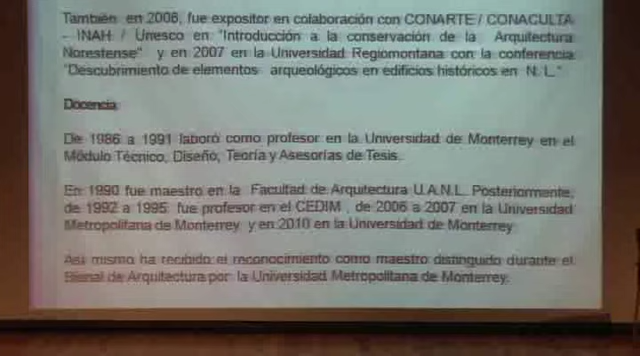 También en 2006, fue expositor en colaboración con CONARTE / CONACULTA
- INAH / Unesco en "Introducción a la conservación de la Arquitectura
Norestense" y en 2007 en la Universidad Regiomontana con la conferencia
"Descubrimiento de elementos arqueológicos en edificios históricos en N. L."
Docencia
De 1986 a 1991 laboró como profesor en la Universidad de Monterrey en el
Módulo Técnico, Diseño, Teoría y Asesorías de Tesis.
En 1990 fue maestro en la Facultad de Arquitectura U.A.N.L. Posteriormente,
de 1992 a 1995 fue profesor en el CEDIM , de 2006 a 2007 en la Universidad
Metropolitana de Monterrey y en 2010 en la Universidad de Monterrey
Asi mismo ha recibido el reconocimiento como maestro distinguido durante el
Bienal de Arquitectura por la Universidad Metropolitana de Monterrey.